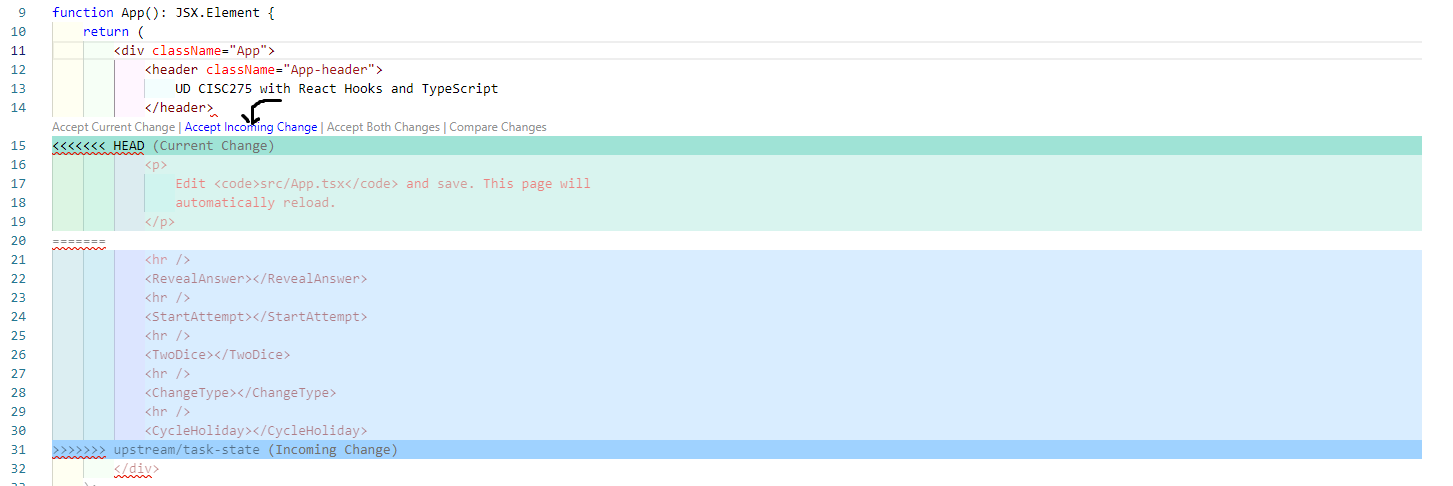 9 function App(): JSX.Element {
10 return (
11 <div className="App">
12 <header className="App-header">
13 UD CISC275 with React Hooks and TypeScript
14 </header>
Accept Current Change | Accept Incoming Change | Accept Both Changes | Compare Changes
15 <<<<<<< HEAD (Current Change)
16 <p>
17 Edit <code>src/App.tsx</code> and save. This page will
18 automatically reload.
19 </p>
20 =======
21 <hr />
22 <RevealAnswer></RevealAnswer>
23 <hr />
24 <StartAttempt></StartAttempt>
25 <hr />
26 <TwoDice></TwoDice>
27 <hr />
28 <ChangeType></ChangeType>
29 <hr />
30 <CycleHoliday></CycleHoliday>
31 >>>>>>> upstream/task-state (Incoming Change)
32 </div>